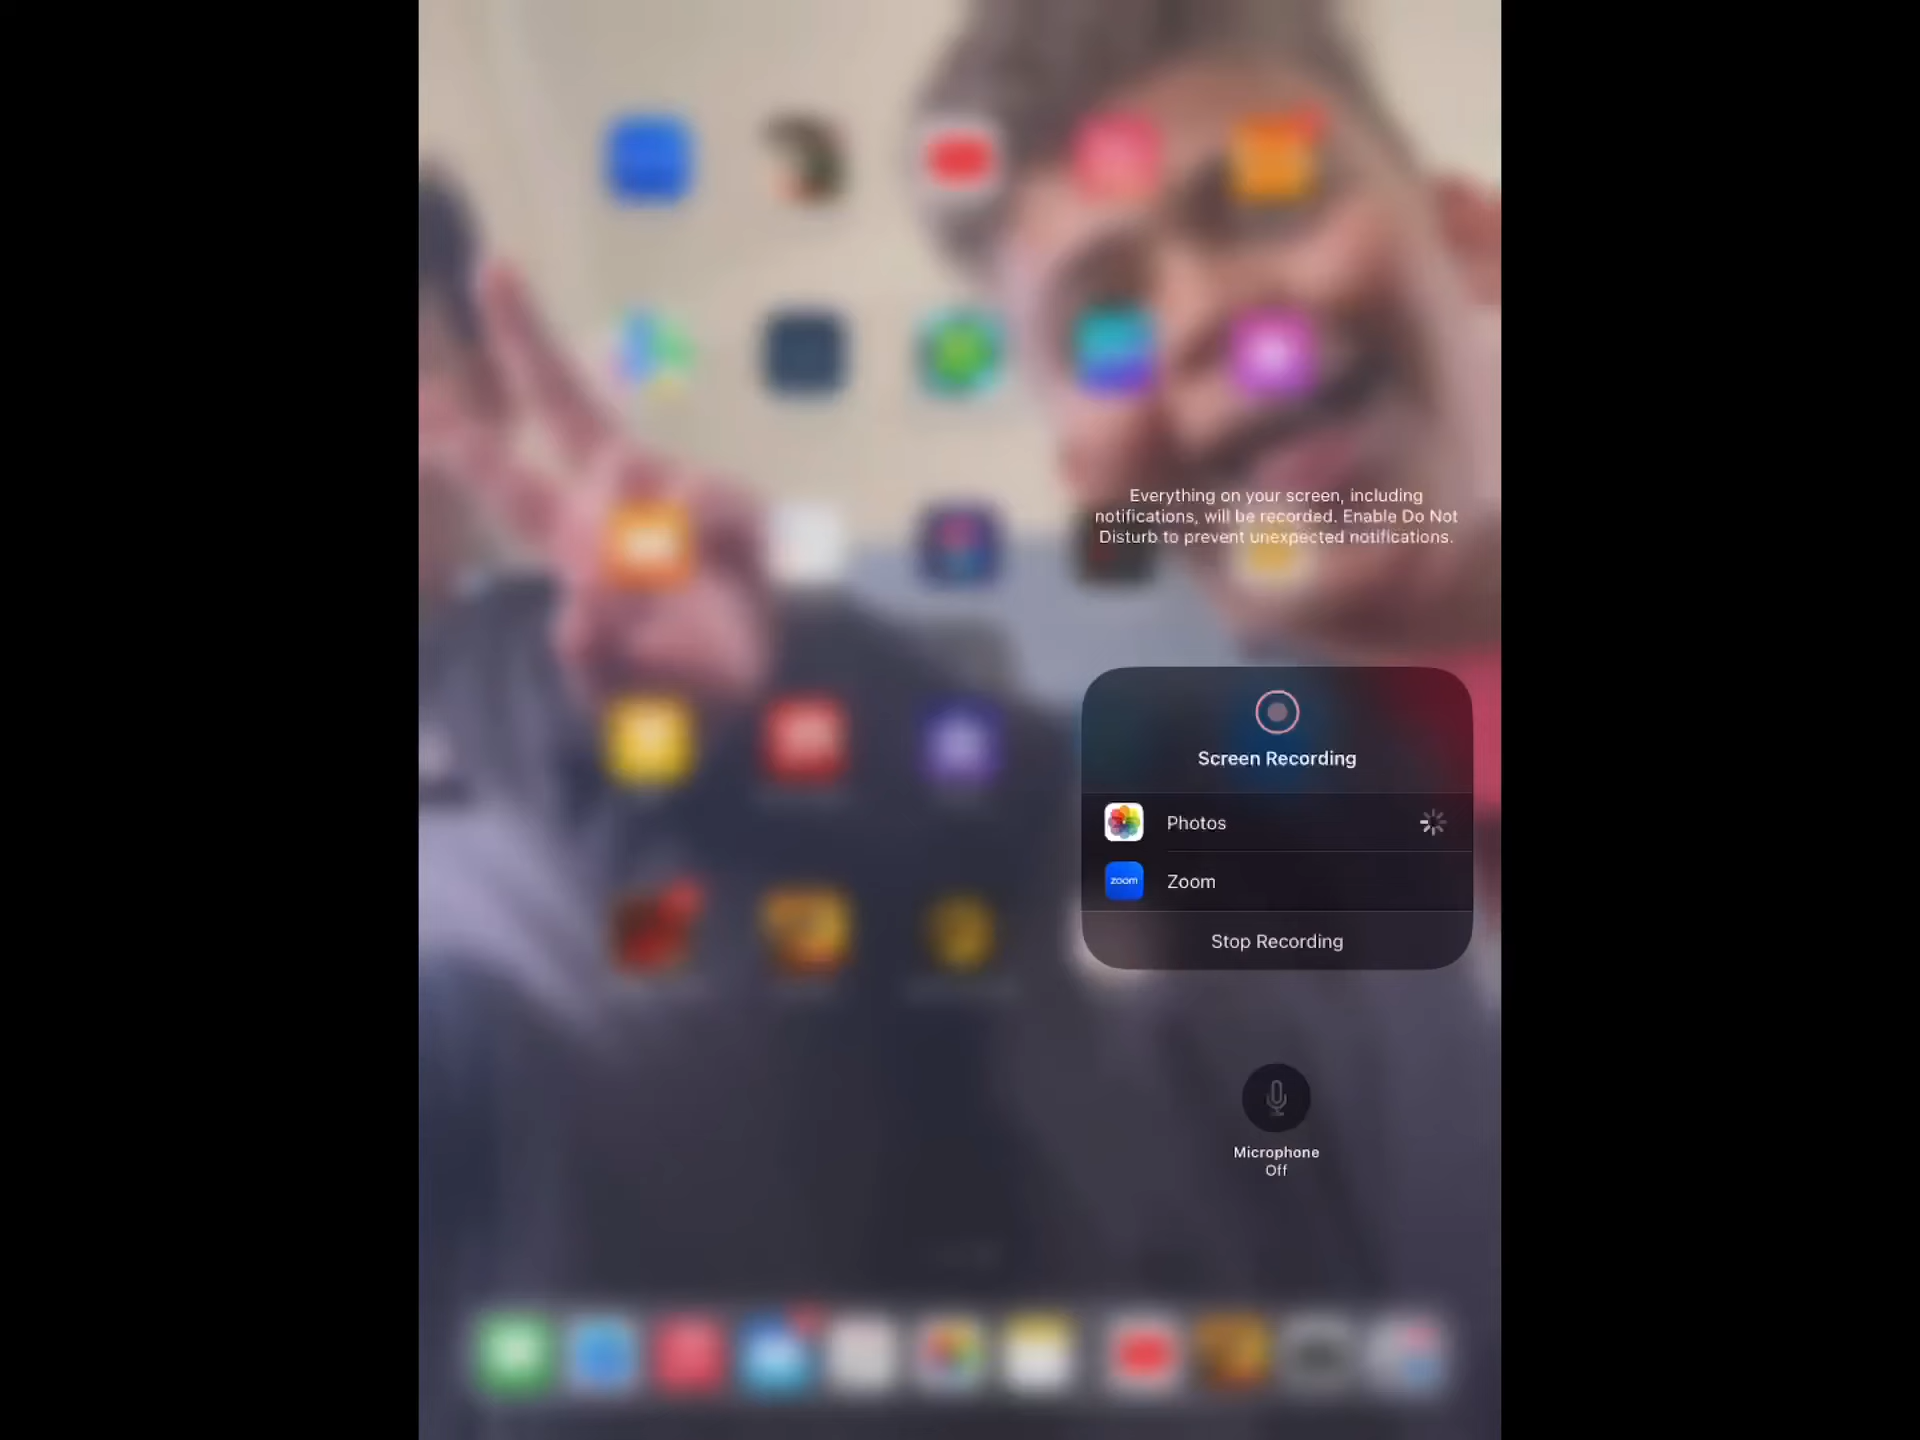 Everything on your screen, including
notifications, will be recorded. Enable Do Not
Disturb to prevent unexpected notifications.
Screen Recording
Photos
zoom
Zoom
Stop Recording
Microphone
Off